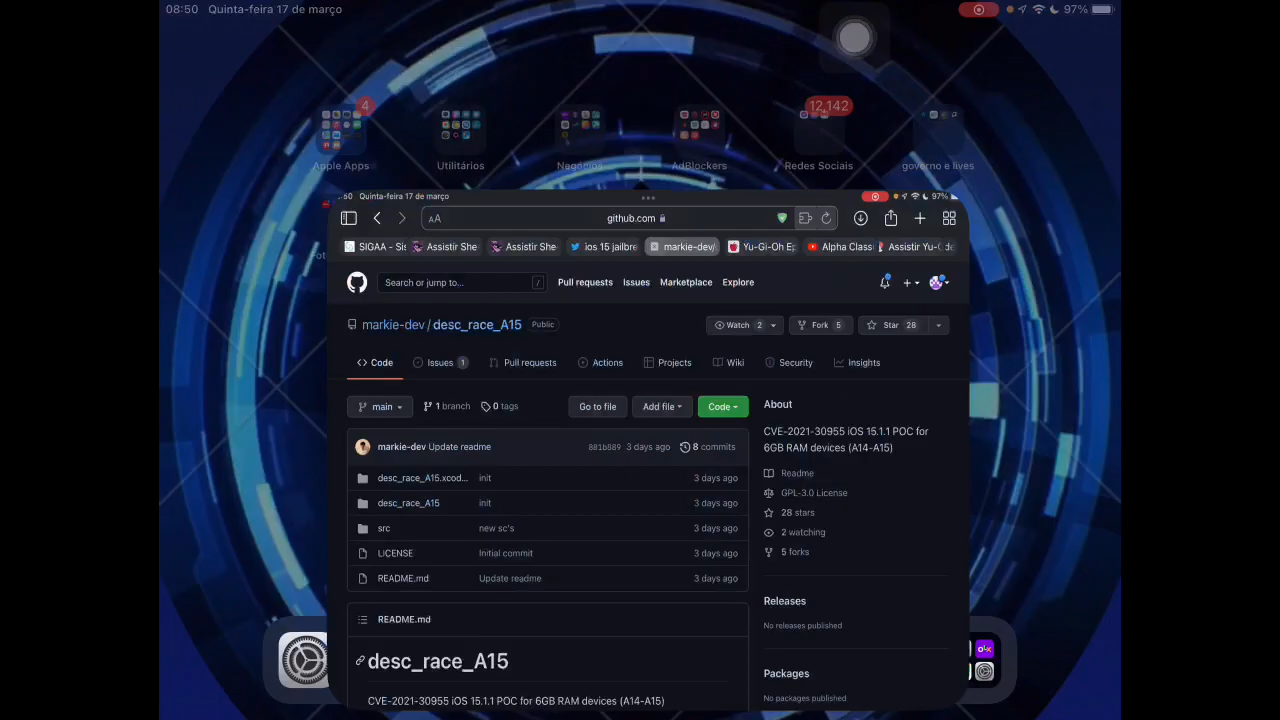 08:50 Quinta-feira 17 de março
97%
4
12,142
Apple Apps
Utilitários
Negócios
AdBlockers
Redes Sociais
governo e lives
:50 Quinta-feira 17 de março
97%
AA
github.com
SIGAA - Sis
Assistir She
Assistir She
ios 15 jailbre
markie-dev/
Yu-Gi-Oh Ep
Alpha Class
Assistir Yu-G
Search or jump to...
/
Pull requests
Issues
Marketplace
Explore
markie-dev / desc_race_A15
Public
Watch 2
Fork 5
Star 28
Code
Issues 1
Pull requests
Actions
Projects
Wiki
Security
Insights
main
1 branch
0 tags
Go to file
Add file
Code
markie-dev Update readme
881b589 3 days ago
8 commits
desc_race_A15.xcod... init 3 days ago
desc_race_A15 init 3 days ago
src new sc's 3 days ago
LICENSE Initial commit 3 days ago
README.md Update readme 3 days ago
README.md
desc_race_A15
CVE-2021-30955 iOS 15.1.1 POC for 6GB RAM devices (A14-A15)
About
CVE-2021-30955 iOS 15.1.1 POC for
6GB RAM devices (A14-A15)
Readme
GPL-3.0 License
28 stars
2 watching
5 forks
Releases
No releases published
Packages
No packages published
olx